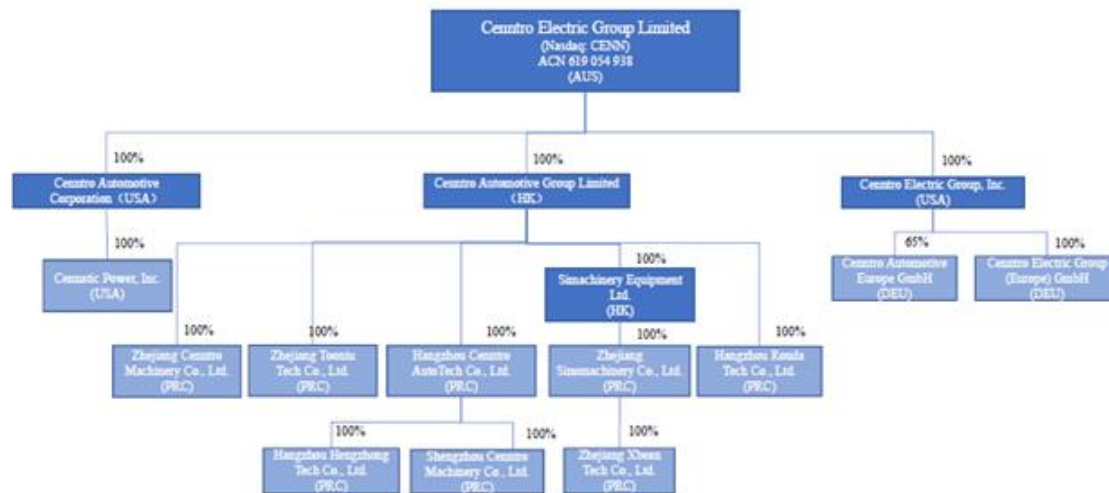 Cenntro Electric Group Limited
(Nasdaq: CENN)
ACN 619 054 938
(AUS)
100%
100%
100%
Cenntro Automotive
Corporation（USA）
Cenntro Automotive Group Limited
（HK）
Cenntro Electric Group, Inc.
(USA)
100%
100%
65%
100%
Power, Inc.
(USA)
Simachinery Equipment
Ltd.
(HK)
Cenntro Automotive
Europe GmbH
(DEU)
Cenntro Electric Group
(Europe) GmbH
(DEU)
100%
100%
100%
100%
100%
Zhejiang Cenntro
Machinery Co., Ltd.
(PRC)
Zhejiang Tooniu
Tech Co., Ltd.
(PRC)
Hangzhou Cenntro
AutoTech Co., Ltd.
(PRC)
Zhejiang
Sinomachinery Co., Ltd.
(PRC)
Hangzhou
Tech Co., Ltd.
(PRC)
100%
100%
100%
Hangzhou Hengzhong
Tech Co., Ltd.
(PRC)
Shengzhou Cenntro
Machinery Co., Ltd.
(PRC)
Zhejiang Xbean
Tech Co., Ltd.
(PRC)